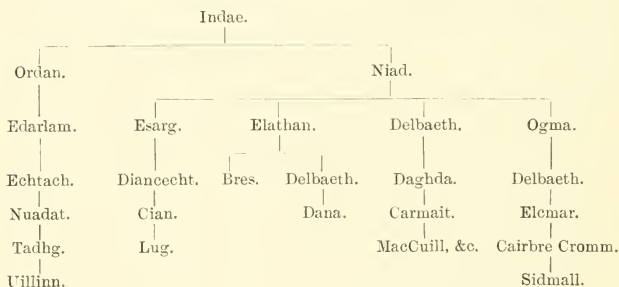 Indae.
Ordan. Niad.
Edarlam. Esarg. Elathan. Delbaeth. Ogma.
Echtach. Diancecht. Bres. Delbaeth. Daghda. Delbaeth.
Nuadat. Cian. Dana. Carmait. Elcmar.
Tadhg. Lug. MacCuill, &c. Cairbre Cromm.
Uillinn. Sidmall.